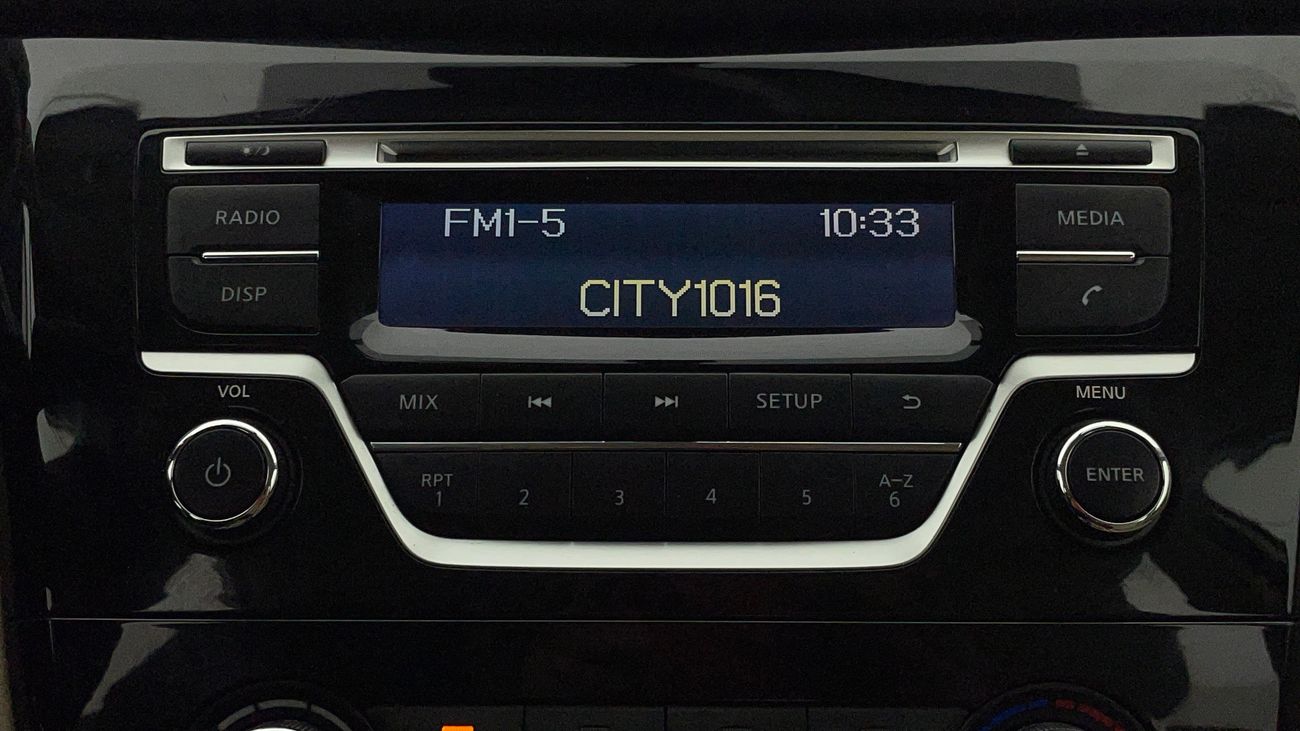 RADIO
FM1-5 10:33
MEDIA
DISP
CITY1016
VOL
MIX
SETUP
MENU
ENTER
RPT
1 2 3 4 5
A-Z
6